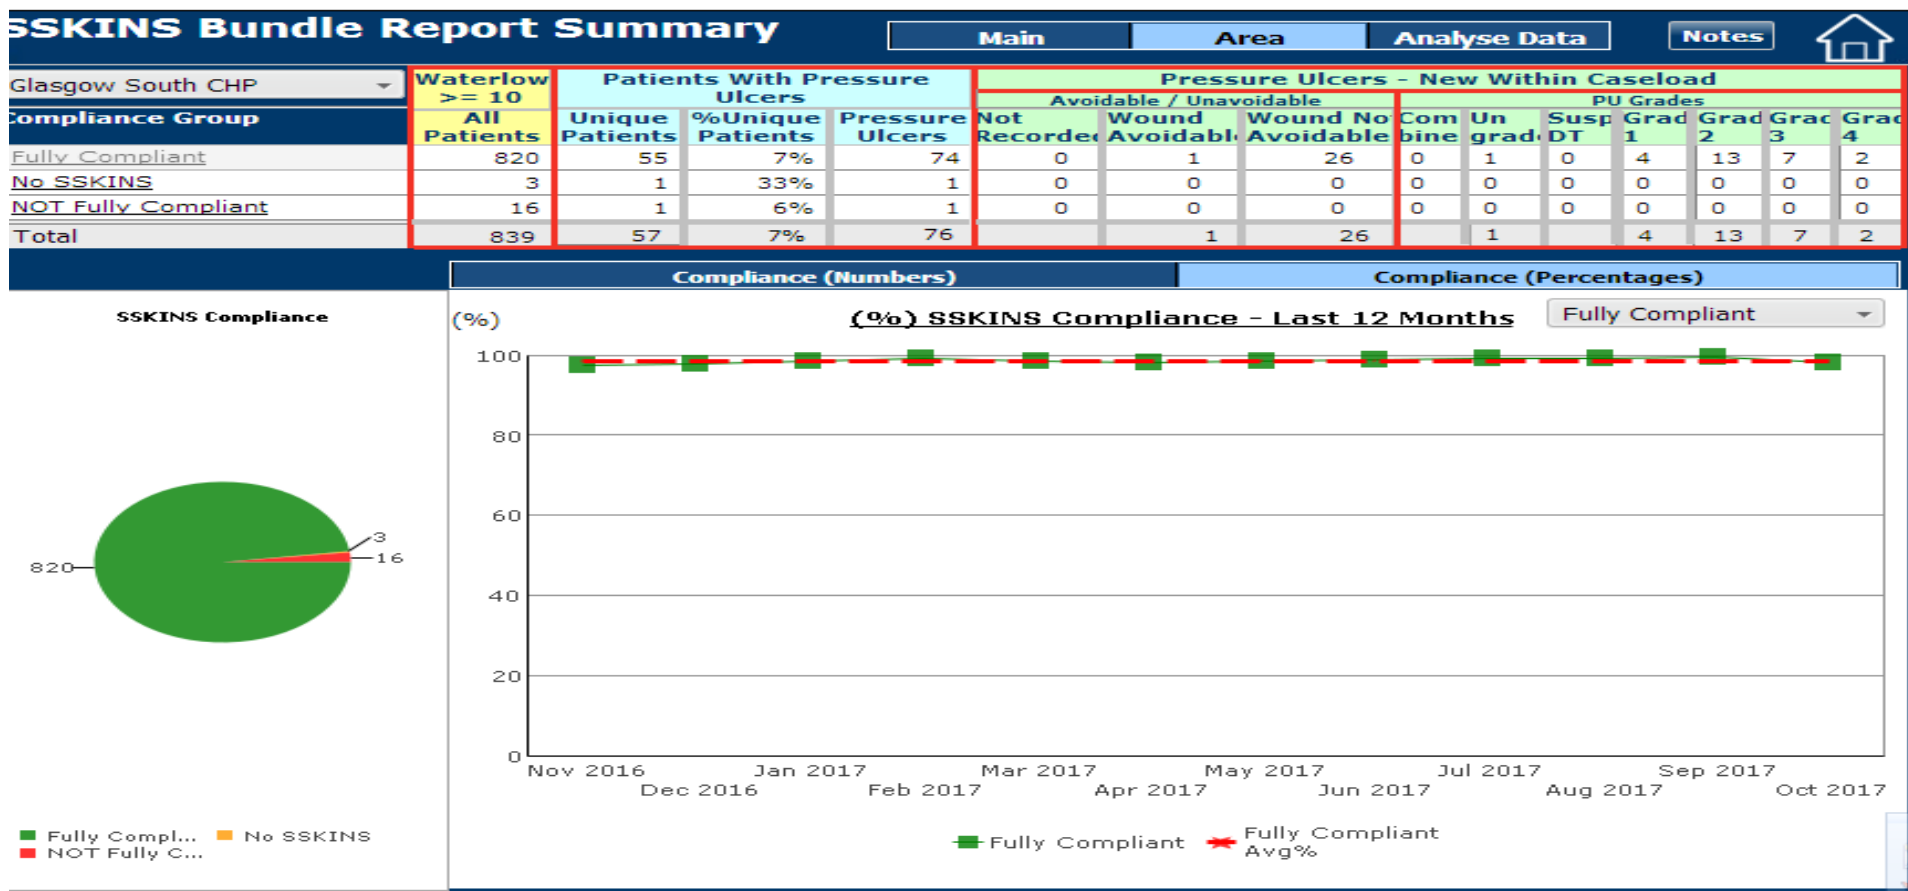 SSKINS Bundle Report Summary
Main Area Analyse Data Notes
Glasgow South CHP
Waterlow >= 10
Patients With Pressure Ulcers
Pressure Ulcers - New Within Caseload
Avoidable / Unavoidable PU Grades
Compliance Group
All Patients
Unique Patients
%Unique Patients
Pressure Ulcers
Not Recorded
Wound Avoidabl
Wound No Avoidable
Com bine
Un grad
Susp DT
Grad 1
Grad 2
Grac 3
Grac 4
Fully Compliant 820 55 7% 74 0 1 26 0 1 0 4 13 7 2
No SSKINS 3 1 33% 1 0 0 0 0 0 0 0 0 0 0
NOT Fully Compliant 16 1 6% 1 0 0 0 0 0 0 0 0 0 0
Total 839 57 7% 76 1 26 1 4 13 7 2
Compliance (Numbers) Compliance (Percentages)
SSKINS Compliance
820
3
16
Fully Compl... No SSKINS
NOT Fully C...
(%) (%) SSKINS Compliance - Last 12 Months Fully Compliant
100
80
60
40
20
0
Nov 2016 Dec 2016 Jan 2017 Feb 2017 Mar 2017 Apr 2017 May 2017 Jun 2017 Jul 2017 Aug 2017 Sep 2017 Oct 2017
Fully Compliant Fully Compliant Avg%